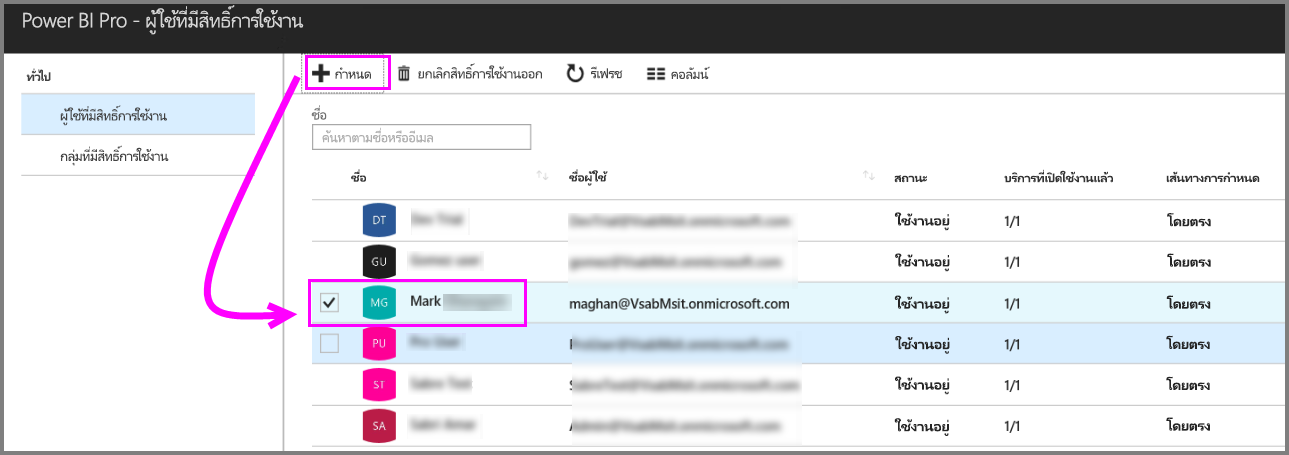 Power BI Pro - ผู้ใช้ที่มีสิทธิ์การใช้งาน
ทั่วไป
ผู้ใช้ที่มีสิทธิ์การใช้งาน
กลุ่มที่มีสิทธิ์การใช้งาน
กำหนด ยกเลิกสิทธิ์การใช้งานออก รีเฟรช คอลัมน์
ชื่อ
ค้นหาตามชื่อหรืออีเมล
ชื่อ ชื่อผู้ใช้ สถานะ บริการที่เปิดใช้งานแล้ว เส้นทางการกำหนด
DT ใช้งานอยู่ 1/1 โดยตรง
GU ใช้งานอยู่ 1/1 โดยตรง
MG Mark maghan@VsabMsit.onmicrosoft.com ใช้งานอยู่ 1/1 โดยตรง
PU ใช้งานอยู่ 1/1 โดยตรง
ST ใช้งานอยู่ 1/1 โดยตรง
SA ใช้งานอยู่ 1/1 โดยตรง